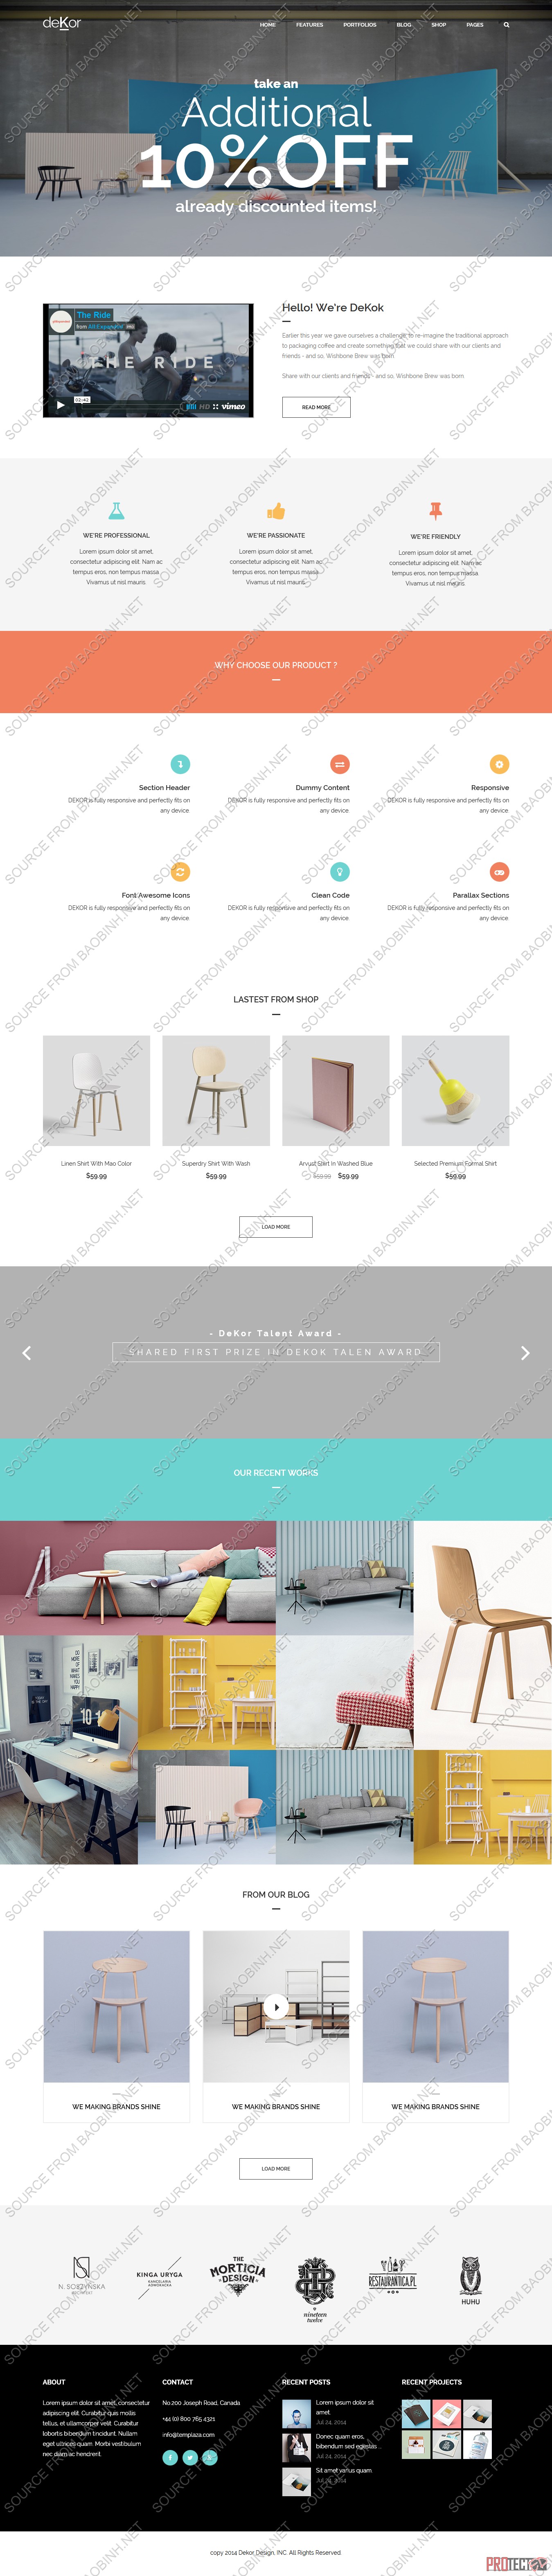 deKor
HOME FEATURES PORTFOLIOS BLOG SHOP PAGES
take an
Additional
10%OFF
already discounted items!
The Ride
from All Expanded
THE RIDE
02:42
HD vimeo
Hello! We're DeKok
Earlier this year we gave ourselves a challenge: to re-imagine the traditional approach
to packaging coffee and create something that we could share with our clients and
friends - and so, Wishbone Brew was born.
Share with our clients and friends - and so, Wishbone Brew was born
READ MORE
WE'RE PROFESSIONAL
Lorem ipsum dolor sit amet,
consectetur adipiscing elit. Nam ac
tempus eros, non tempus massa.
Vivamus ut nisl mauris.
WE'RE PASSIONATE
Lorem ipsum dolor sit amet,
consectetur adipiscing elit. Nam ac
tempus eros, non tempus massa.
Vivamus ut nisl mauris.
WE'RE FRIENDLY
Lorem ipsum dolor sit amet,
consectetur adipiscing elit. Nam ac
tempus eros, non tempus massa.
Vivamus ut nisl mauris.
WHY CHOOSE OUR PRODUCT ?
Section Header
DEKOR is fully responsive and perfectly fits on
any device.
Dummy Content
DEKOR is fully responsive and perfectly fits on
any device.
Responsive
DEKOR is fully responsive and perfectly fits on
any device.
Font Awesome Icons
DEKOR is fully responsive and perfectly fits on
any device.
Clean Code
DEKOR is fully responsive and perfectly fits on
any device.
Parallax Sections
DEKOR is fully responsive and perfectly fits on
any device.
LASTEST FROM SHOP
Linen Shirt With Mao Color
$59.99
Superdry Shirt With Wash
$59.99
Arvust Shirt In Washed Blue
$59.99 $59.99
Selected Premium Formal Shirt
$59.99
LOAD MORE
- DeKor Talent Award -
SHARED FIRST PRIZE IN DEKOK TALEN AWARD
OUR RECENT WORKS
DO
MORE
OF
WHAT
MAKES
YOU
HAPPY
FROM OUR BLOG
WE MAKING BRANDS SHINE
WE MAKING BRANDS SHINE
WE MAKING BRANDS SHINE
LOAD MORE
N. SOBZYNSKA
KINGA URYGA
KANCELARIA
ADWOKACKA
THE
MORTICIA
DESIGN
nineteen
twelve
RESTAURANTICA.PL
HUHU
ABOUT
Lorem ipsum dolor sit amet, consectetur
adipiscing elit. Curabitur quis mollis
tellus, et ullamcorper velit. Curabitur
lobortis bibendum tincidunt. Nullam
eget ultrices quam. Morbi vestibulum
nec diam ac hendrerit.
CONTACT
No.200 Joseph Road, Canada
+44 (0) 800 765 4321
info@templaza.com
RECENT POSTS
Lorem ipsum dolor sit
amet.
Jul 24, 2014
Donec quam eros,
bibendum sed egestas ...
Jul 24, 2014
Sit amet varius quam.
Jul 24, 2014
RECENT PROJECTS
copy 2014 Dekor Design, INC. All Rights Reserved.
SOURCE FROM BAOBINH.NET
PROTECT